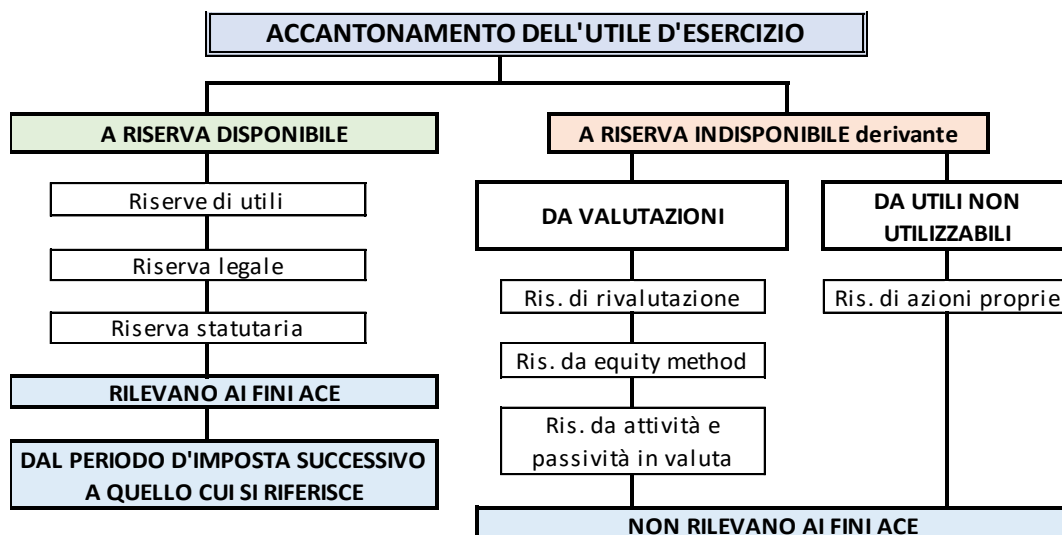 ACCANTONAMENTO DELL'UTILE D'ESERCIZIO
A RISERVA DISPONIBILE
Riserve di utili
Riserva legale
Riserva statutaria
RILEVANO AI FINI ACE
DAL PERIODO D'IMPOSTA SUCCESSIVO
A QUELLO CUI SI RIFERISCE
A RISERVA INDISPONIBILE derivante
DA VALUTAZIONI
Ris. di rivalutazione
Ris. da equity method
Ris. da attività e
passività in valuta
DA UTILI NON
UTILIZZABILI
Ris. di azioni proprie
NON RILEVANO AI FINI ACE